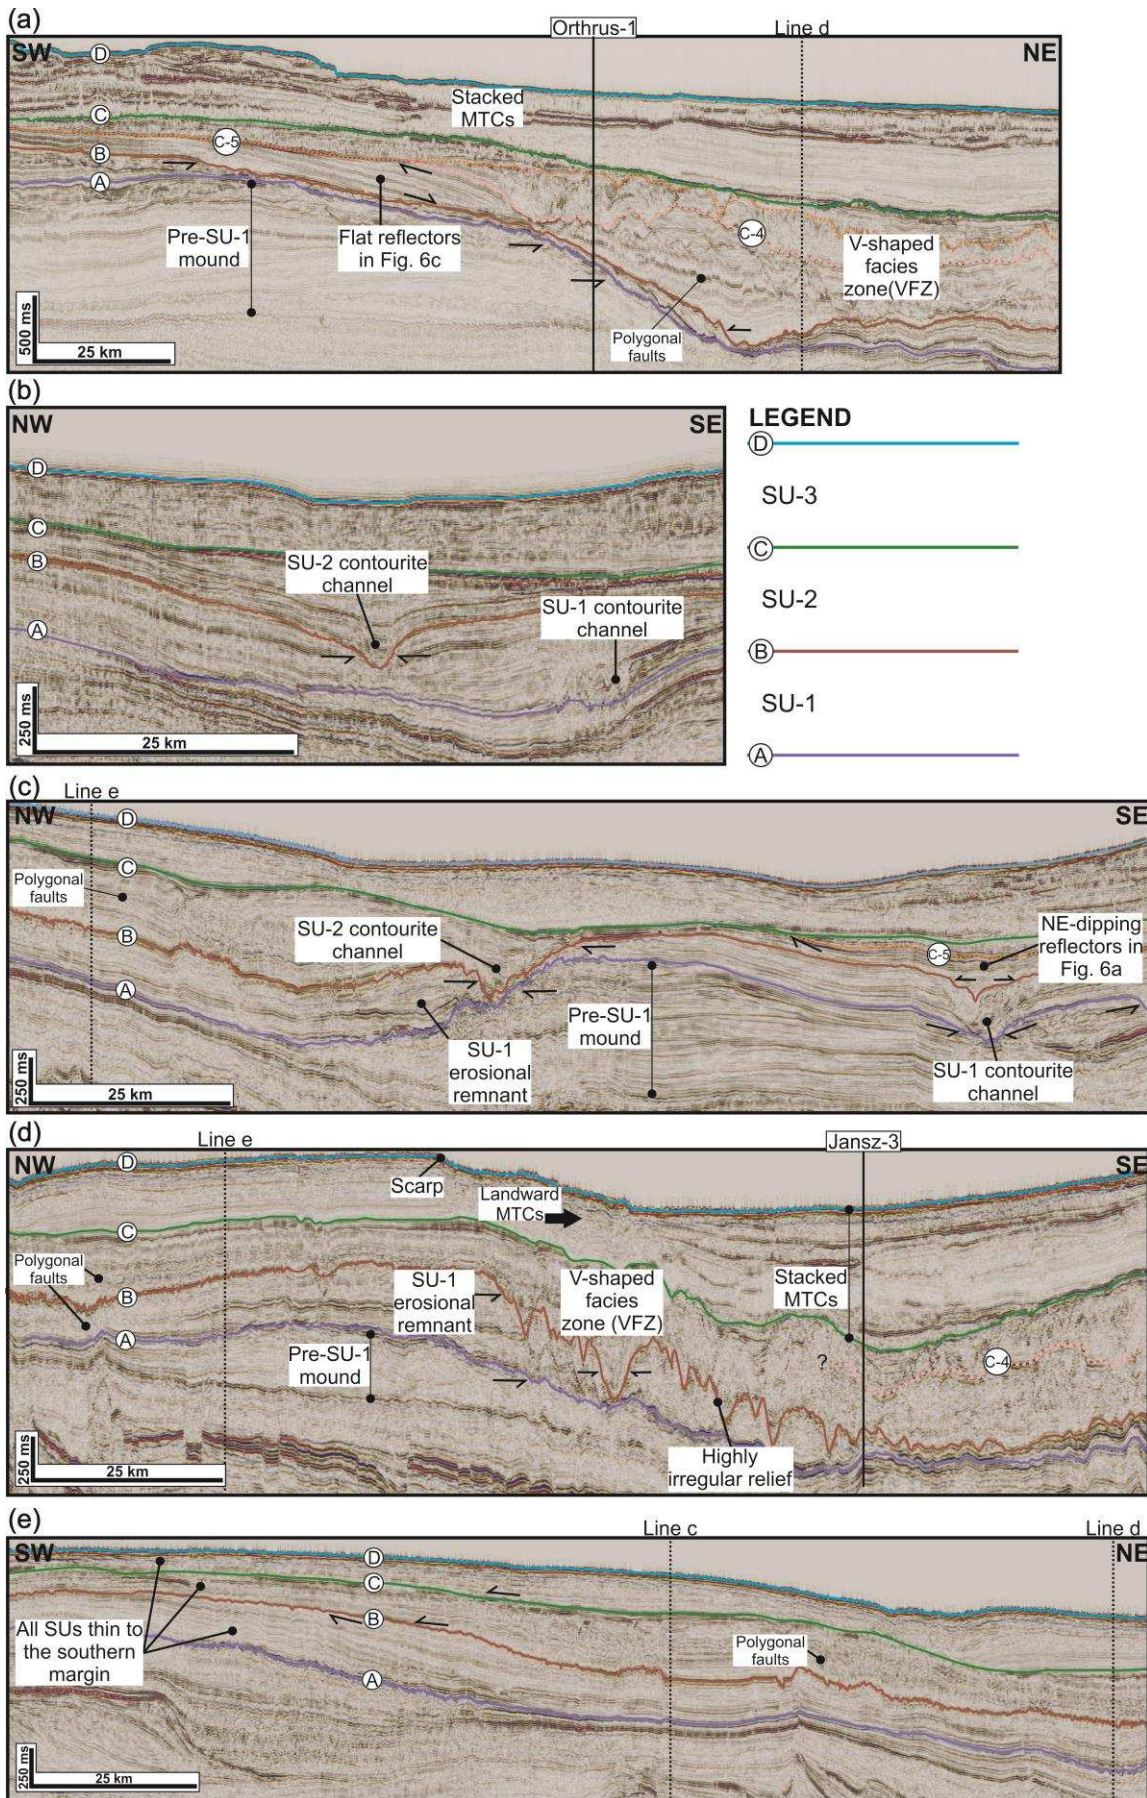 (a)
Orthrus-1
Line d
SW
NE
D
Stacked
MTCs
C
C-5
B
A
Pre-SU-1
mound
Flat reflectors
in Fig. 6c
C-4
V-shaped
facies
zone(VFZ)
Polygonal
faults
500 ms
25 km
(b)
NW
SE
D
C
B
A
SU-2 contourite
channel
SU-1 contourite
channel
250 ms
25 km
LEGEND
D
SU-3
C
SU-2
B
SU-1
A
(c)
Line e
NW
SE
D
C
Polygonal
faults
B
A
SU-2 contourite
channel
C-5
NE-dipping
reflectors in
Fig. 6a
Pre-SU-1
mound
SU-1
erosional
remnant
SU-1 contourite
channel
250 ms
25 km
(d)
Line e
Jansz-3
NW
SE
D
Scarp
Landward
MTCs
C
Polygonal
faults
B
A
SU-1
erosional
remnant
V-shaped
facies
zone (VFZ)
Stacked
MTCs
?
C-4
Pre-SU-1
mound
Highly
irregular relief
250 ms
25 km
(e)
Line c
Line d
SW
NE
D
C
B
A
All SUs thin to
the southern
margin
Polygonal
faults
250 ms
25 km